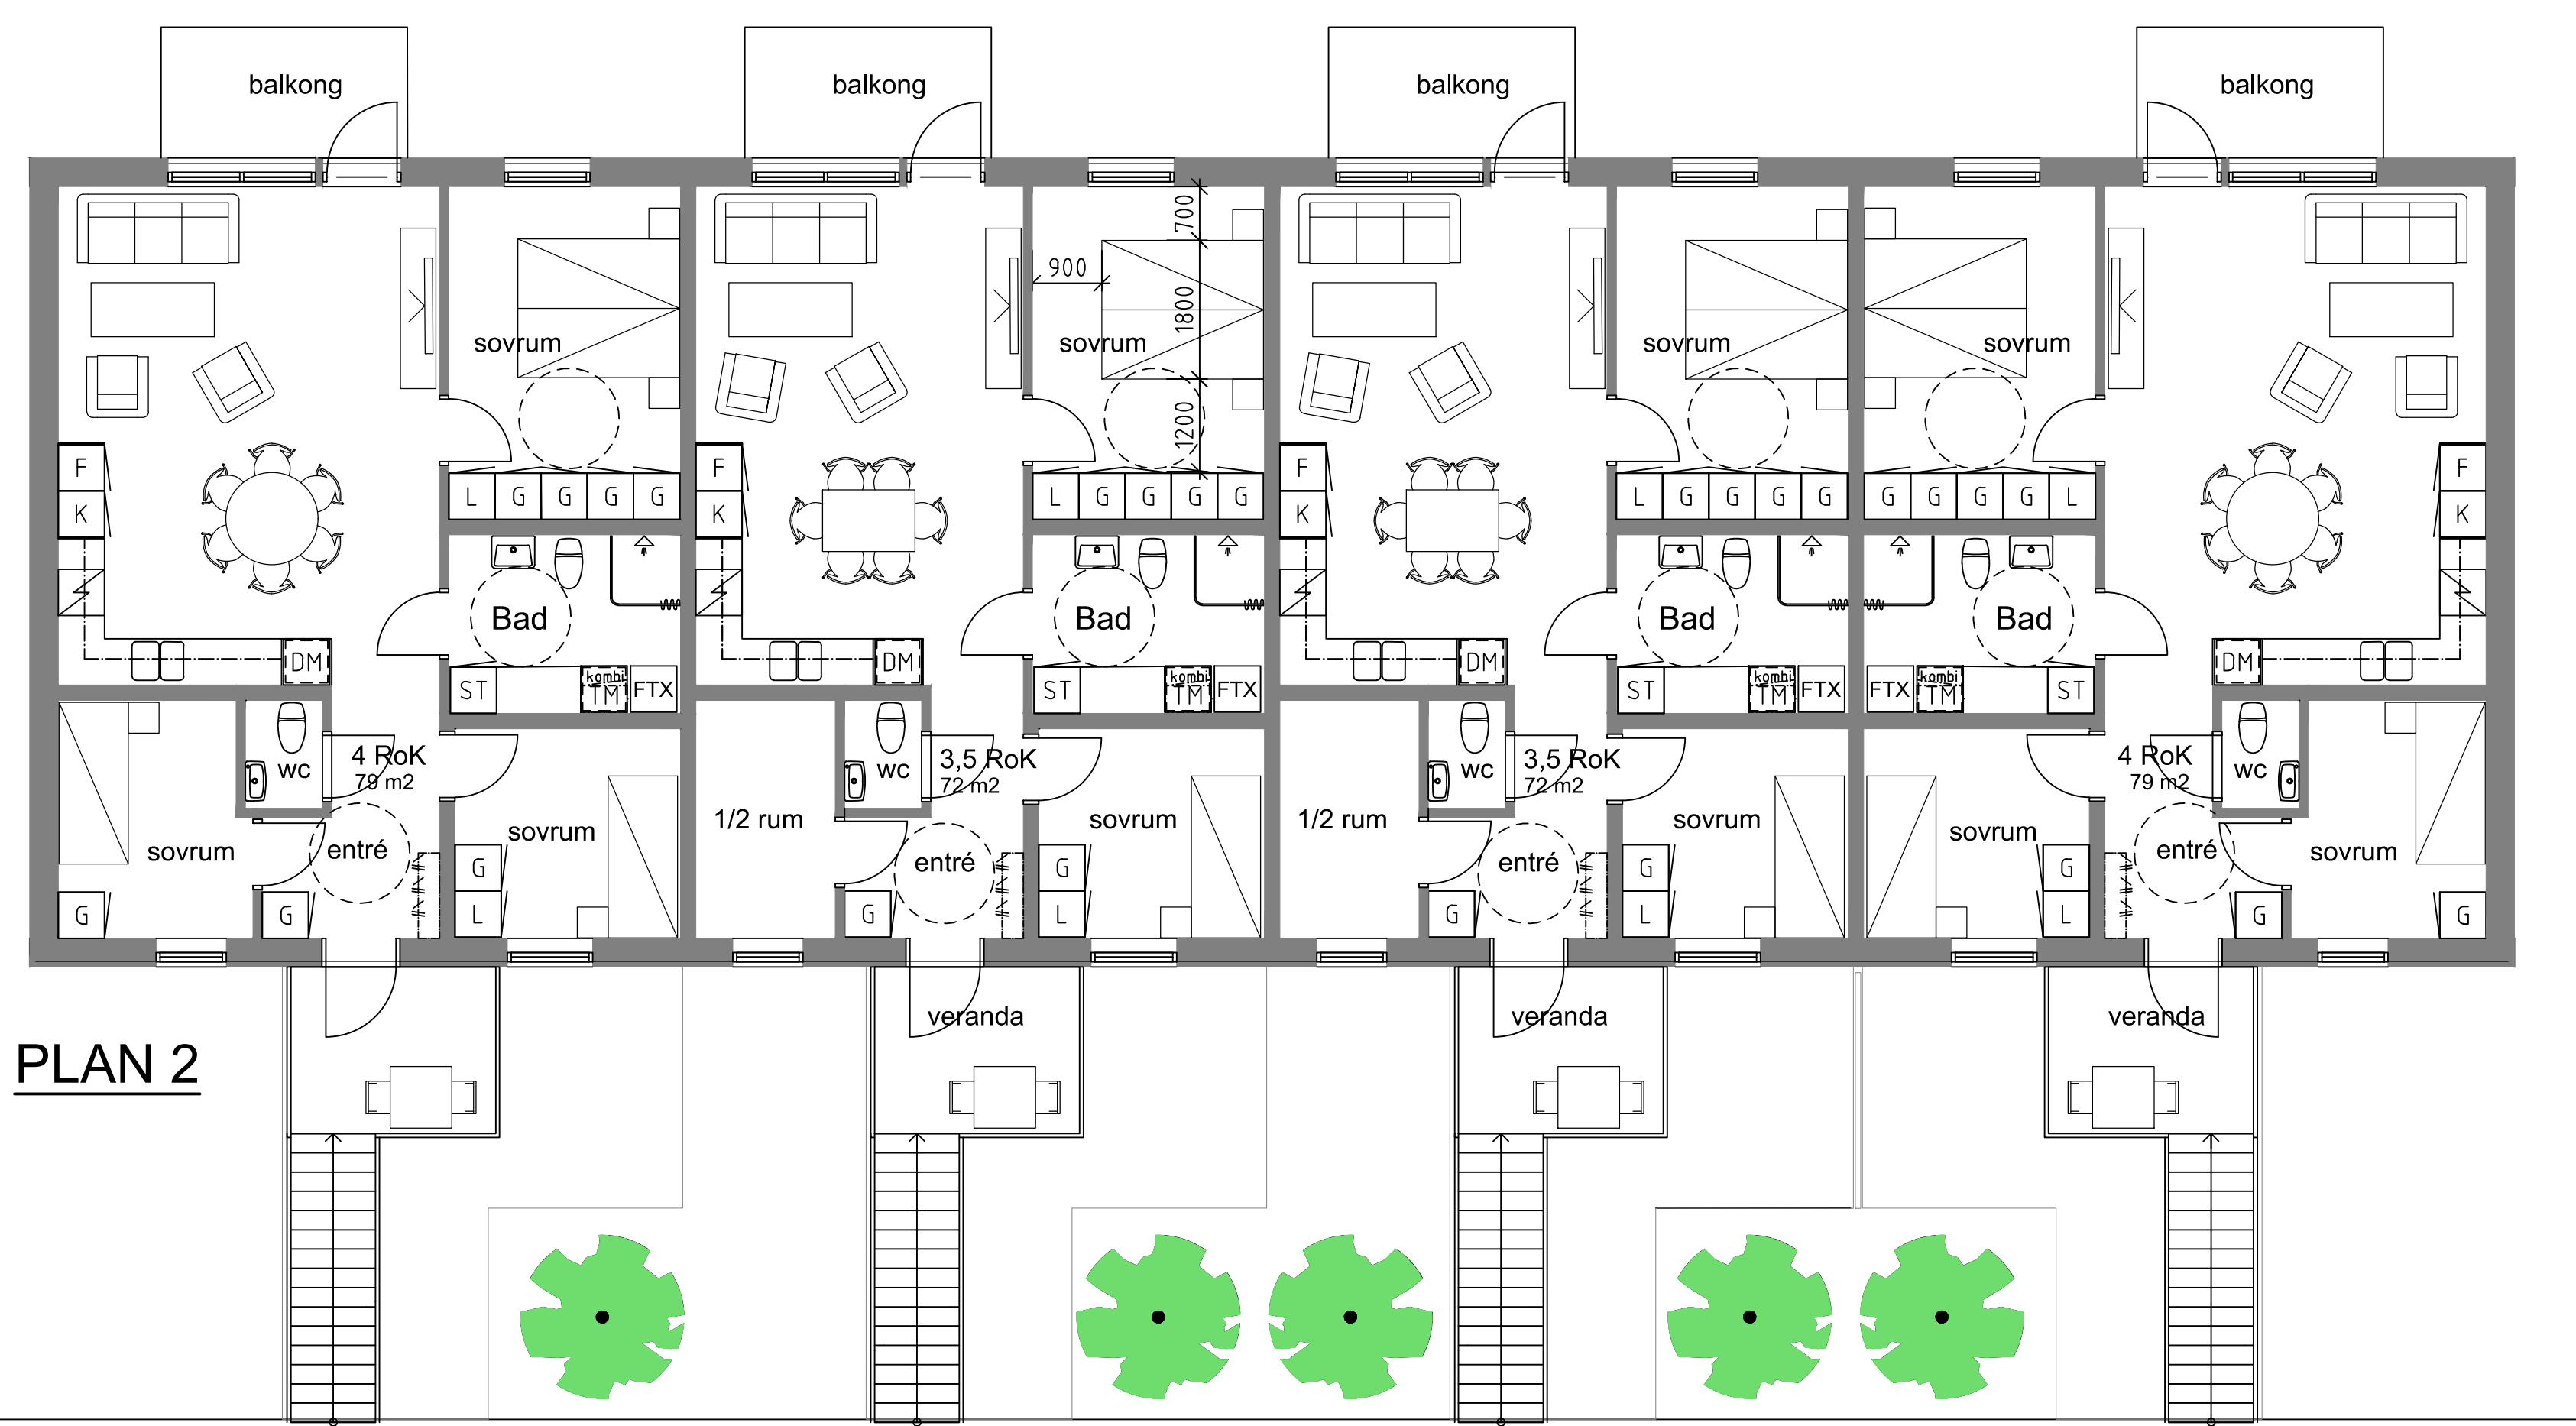 balkong balkong balkong balkong
700
900
1800
sovrum sovrum sovrum sovrum
1200
F F F F
K K K K
L G G G G L G G G G L G G G G G G G G L
Bad Bad Bad Bad
DM DM DM DM
kombi kombi kombi kombi
ST TM FTX ST TM FTX ST TM FTX FTX TM ST
4 RoK 3,5 RoK 3,5 RoK 4 RoK
wc wc wc wc
79 m2 72 m2 72 m2 79 m2
1/2 rum sovrum 1/2 rum sovrum
sovrum sovrum
sovrum entré entré entré entré sovrum
G G G G
G G L G L G G L G L G G
veranda veranda veranda
PLAN 2